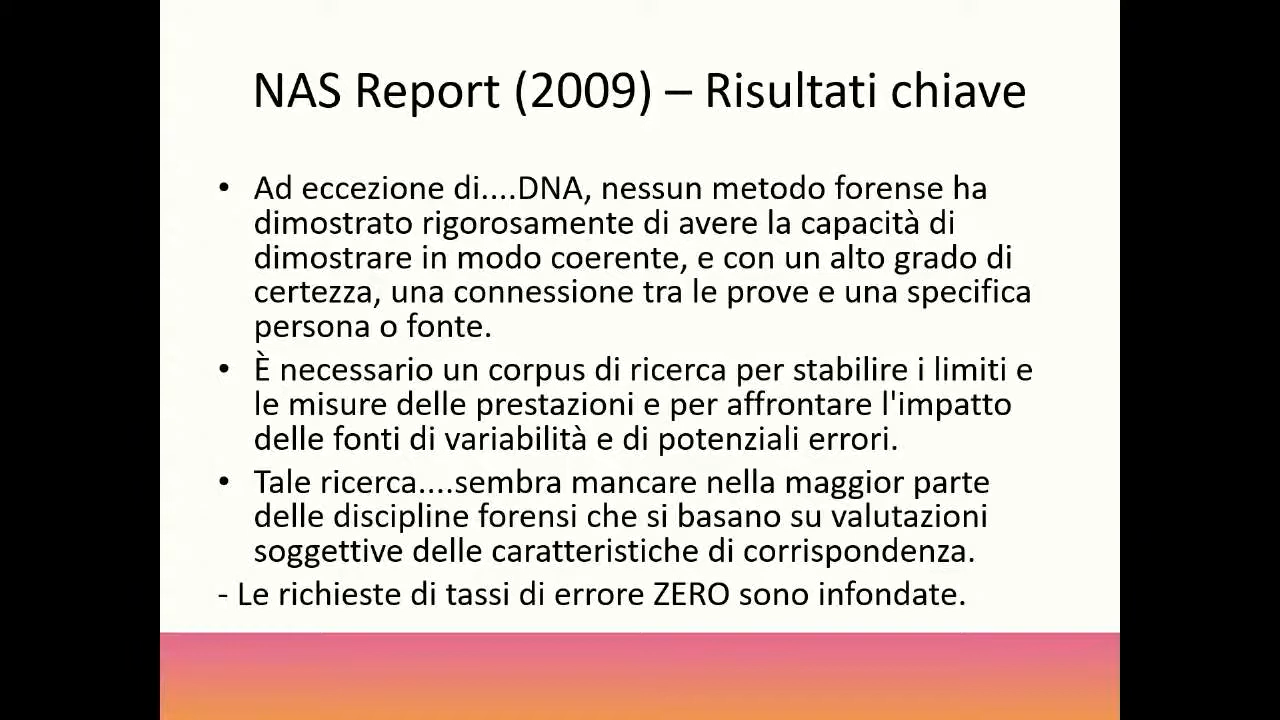 NAS Report (2009) – Risultati chiave
• Ad eccezione di....DNA, nessun metodo forense ha
dimostrato rigorosamente di avere la capacità di
dimostrare in modo coerente, e con un alto grado di
certezza, una connessione tra le prove e una specifica
persona o fonte.
• È necessario un corpus di ricerca per stabilire i limiti e
le misure delle prestazioni e per affrontare l'impatto
delle fonti di variabilità e di potenziali errori.
• Tale ricerca....sembra mancare nella maggior parte
delle discipline forensi che si basano su valutazioni
soggettive delle caratteristiche di corrispondenza.
- Le richieste di tassi di errore ZERO sono infondate.